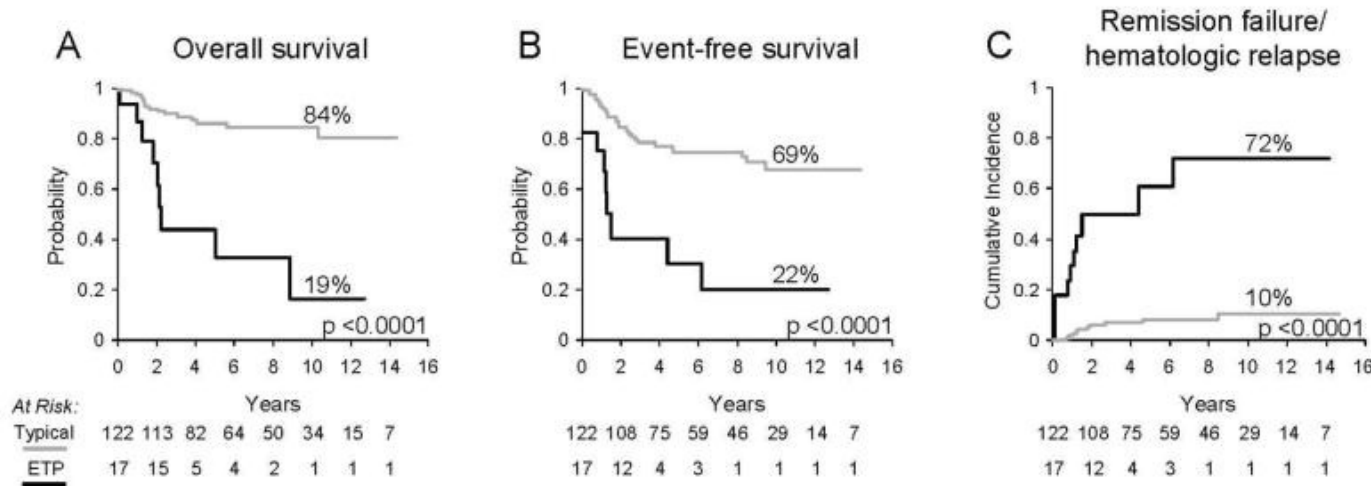 A Overall survival
1
0.8
0.6
0.4
0.2
0
Probability
84%
19%
p <0.0001
0 2 4 6 8 10 12 14 16
Years
B Event-free survival
1
0.8
0.6
0.4
0.2
0
Probability
69%
22%
p <0.0001
0 2 4 6 8 10 12 14 16
Years
C Remission failure/
hematologic relapse
1
0.8
0.6
0.4
0.2
0
Cumulative Incidence
72%
10%
p <0.0001
0 2 4 6 8 10 12 14 16
Years
At Risk:
Typical 122 113 82 64 50 34 15 7 122 108 75 59 46 29 14 7 122 108 75 59 46 29 14 7
ETP 17 15 5 4 2 1 1 1 17 12 4 3 1 1 1 1 17 12 4 3 1 1 1 1